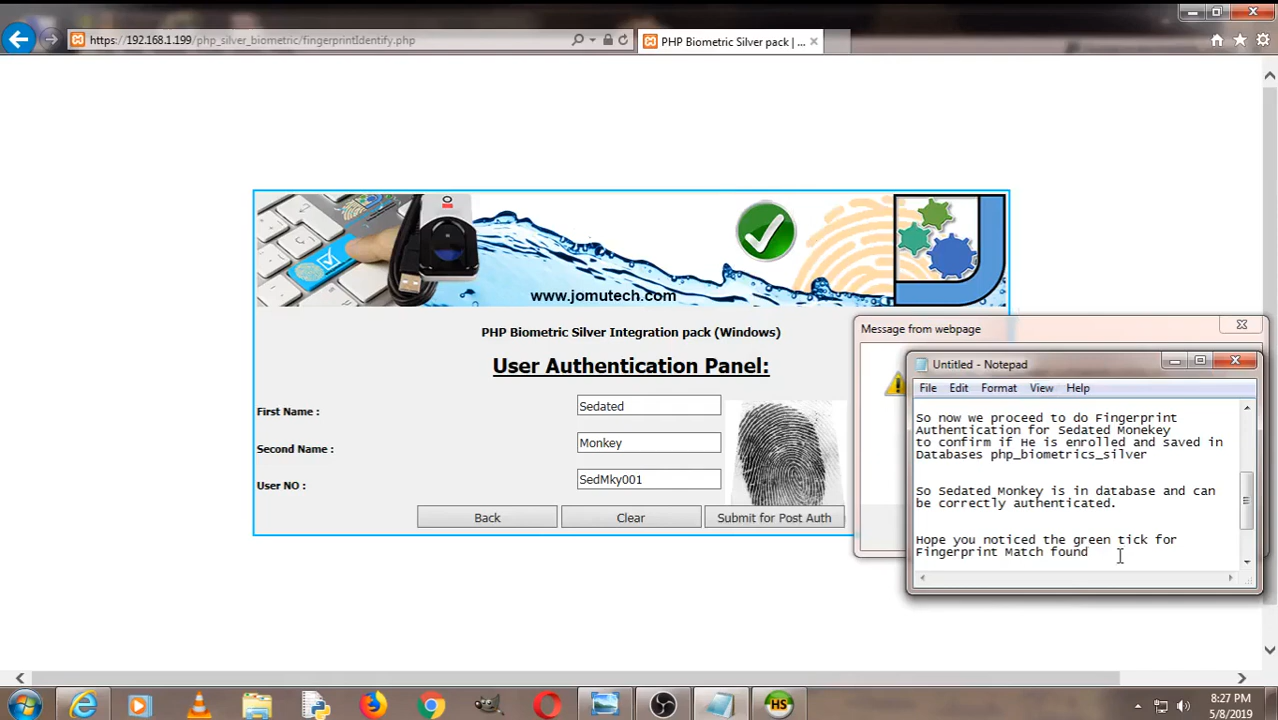 https://192.168.1.199/php_silver_biometric/fingerprintIdentify.php
PHP Biometric Silver pack | ...
www.jomutech.com
PHP Biometric Silver Integration pack (Windows)
User Authentication Panel:
First Name :
Sedated
Second Name :
Monkey
User NO :
SedMky001
Back
Clear
Submit for Post Auth
Message from webpage
Untitled - Notepad
File Edit Format View Help
So now we proceed to do Fingerprint
Authentication for Sedated Monekey
to confirm if He is enrolled and saved in
Databases php_biometrics_silver
So Sedated Monkey is in database and can
be correctly authenticated.
Hope you noticed the green tick for
Fingerprint Match found
HS
8:27 PM
5/8/2019